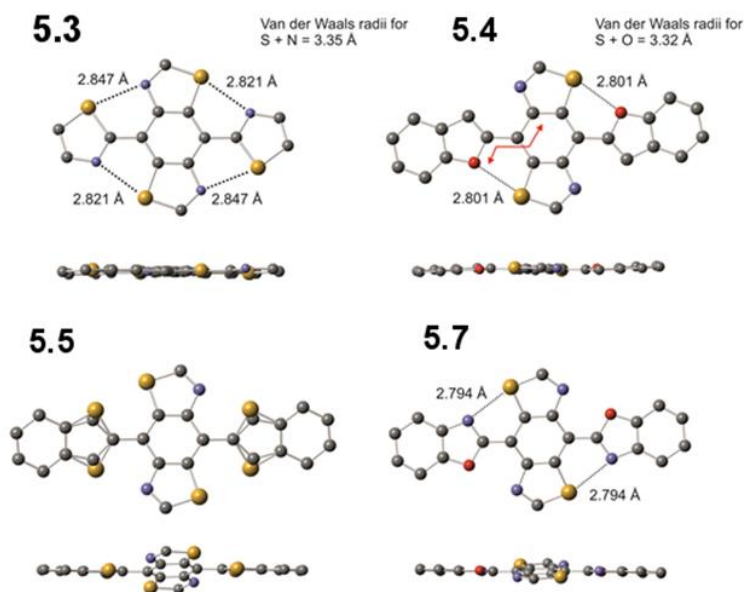 5.3
Van der Waals radii for
S + N = 3.35 Å
2.847 Å
2.821 Å
2.821 Å
2.847 Å
5.4
Van der Waals radii for
S + O = 3.32 Å
2.801 Å
2.801 Å
5.5
5.7
2.794 Å
2.794 Å